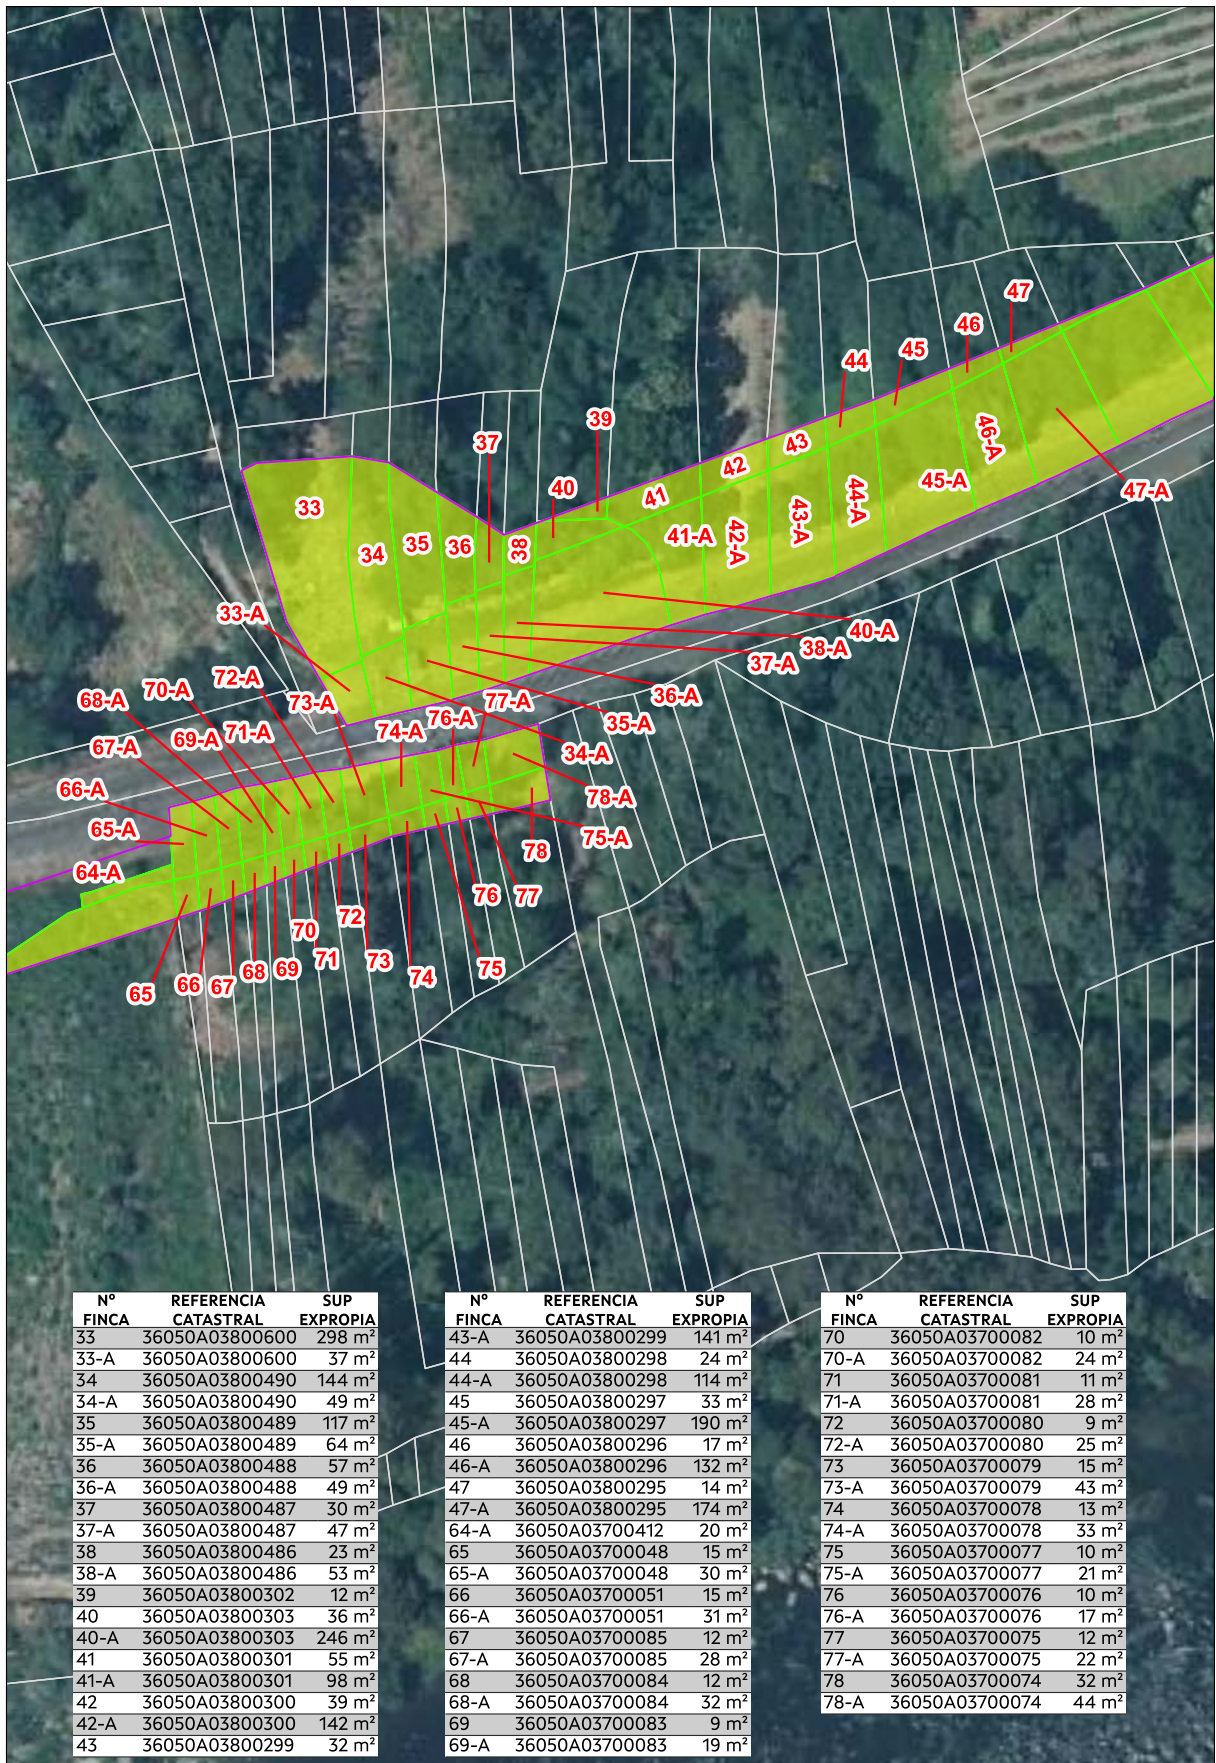 47
46
45
44
39
43
37
42
40
41
46-A
45-A
47-A
33
44-A
43-A
41-A
42-A
35
36
38
34
33-A
40-A
38-A
37-A
72-A
70-A
36-A
68-A
73-A
77-A
76-A
35-A
74-A
71-A
69-A
67-A
34-A
66-A
78-A
65-A
75-A
78
64-A
76
77
72
70
73
71
75
69
68
74
66
67
65
Nº REFERENCIA SUP
FINCA CATASTRAL EXPROPIA
33 36050A03800600 298 m²
33-A 36050A03800600 37 m²
34 36050A03800490 144 m²
34-A 36050A03800490 49 m²
35 36050A03800489 117 m²
35-A 36050A03800489 64 m²
36 36050A03800488 57 m²
36-A 36050A03800488 49 m²
37 36050A03800487 30 m²
37-A 36050A03800487 47 m²
38 36050A03800486 23 m²
38-A 36050A03800486 53 m²
39 36050A03800302 12 m²
40 36050A03800303 36 m²
40-A 36050A03800303 246 m²
41 36050A03800301 55 m²
41-A 36050A03800301 98 m²
42 36050A03800300 39 m²
42-A 36050A03800300 142 m²
43 36050A03800299 32 m²
Nº REFERENCIA SUP
FINCA CATASTRAL EXPROPIA
43-A 36050A03800299 141 m²
44 36050A03800298 24 m²
44-A 36050A03800298 114 m²
45 36050A03800297 33 m²
45-A 36050A03800297 190 m²
46 36050A03800296 17 m²
46-A 36050A03800296 132 m²
47 36050A03800295 14 m²
47-A 36050A03800295 174 m²
64-A 36050A03700412 20 m²
65 36050A03700048 15 m²
65-A 36050A03700048 30 m²
66 36050A03700051 15 m²
66-A 36050A03700051 31 m²
67 36050A03700085 12 m²
67-A 36050A03700085 28 m²
68 36050A03700084 12 m²
68-A 36050A03700084 32 m²
69 36050A03700083 9 m²
69-A 36050A03700083 19 m²
Nº REFERENCIA SUP
FINCA CATASTRAL EXPROPIA
70 36050A03700082 10 m²
70-A 36050A03700082 24 m²
71 36050A03700081 11 m²
71-A 36050A03700081 28 m²
72 36050A03700080 9 m²
72-A 36050A03700080 25 m²
73 36050A03700079 15 m²
73-A 36050A03700079 43 m²
74 36050A03700078 13 m²
74-A 36050A03700078 33 m²
75 36050A03700077 10 m²
75-A 36050A03700077 21 m²
76 36050A03700076 10 m²
76-A 36050A03700076 17 m²
77 36050A03700075 12 m²
77-A 36050A03700075 22 m²
78 36050A03700074 32 m²
78-A 36050A03700074 44 m²